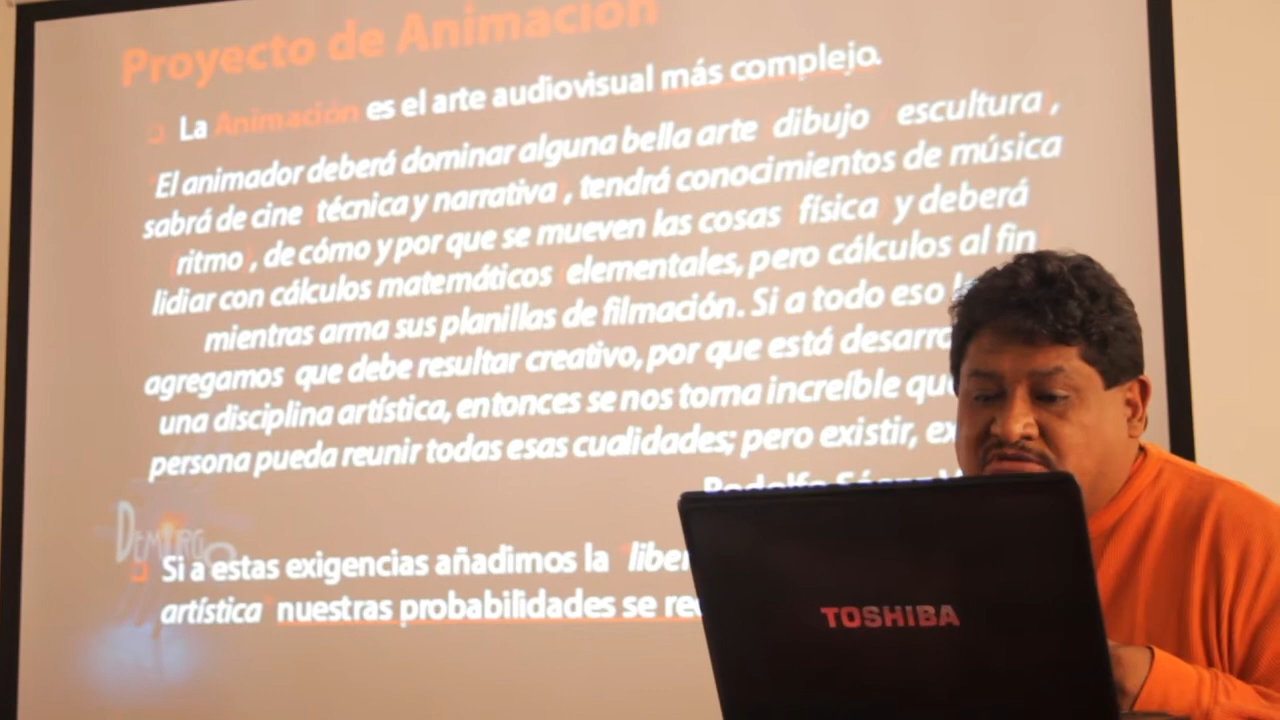 Proyecto de Animación
La Animación es el arte audiovisual más complejo.
El animador deberá dominar alguna bella arte dibujo escultura ,
sabrá de cine técnica y narrativa , tendrá conocimientos de música
ritmo , de cómo y por que se mueven las cosas física y deberá
lidiar con cálculos matemáticos elementales, pero cálculos al fin
mientras arma sus planillas de filmación. Si a todo eso
agregamos que debe resultar creativo, por que está
una disciplina artística, entonces se nos torna increíble
persona pueda reunir todas esas cualidades; pero existir,
Rodolfo
DEMIURGO
Si a estas exigencias añadimos la
artística nuestras probabilidades se
TOSHIBA